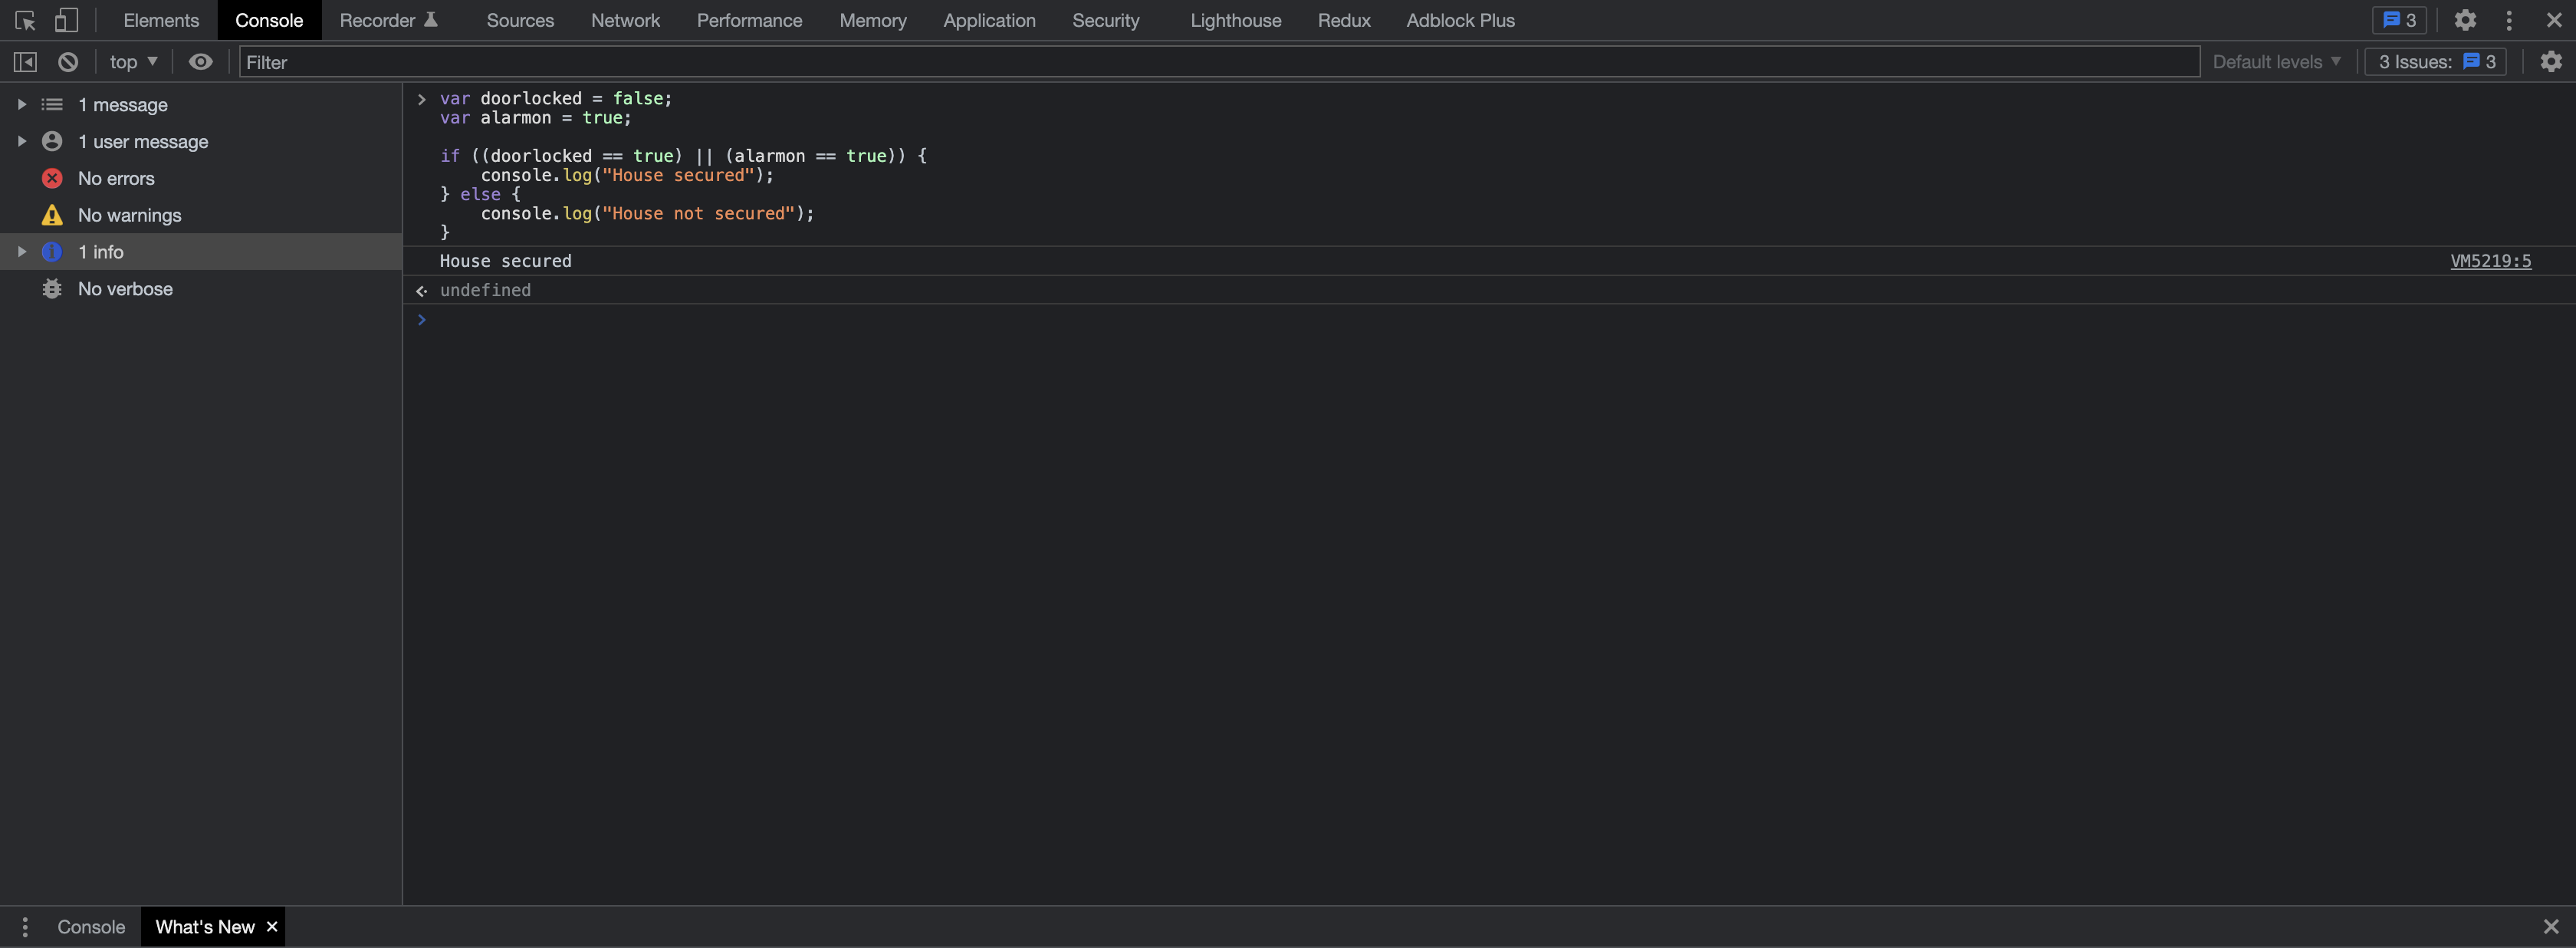 Elements Console Recorder Sources Network Performance Memory Application Security Lighthouse Redux Adblock Plus 3
top Filter Default levels 3 Issues: 3
1 message
1 user message
No errors
No warnings
1 info
No verbose
var doorlocked = false;
var alarmon = true;
if ((doorlocked == true) || (alarmon == true)) {
console.log("House secured");
} else {
console.log("House not secured");
}
House secured VM5219:5
undefined
Console What's New